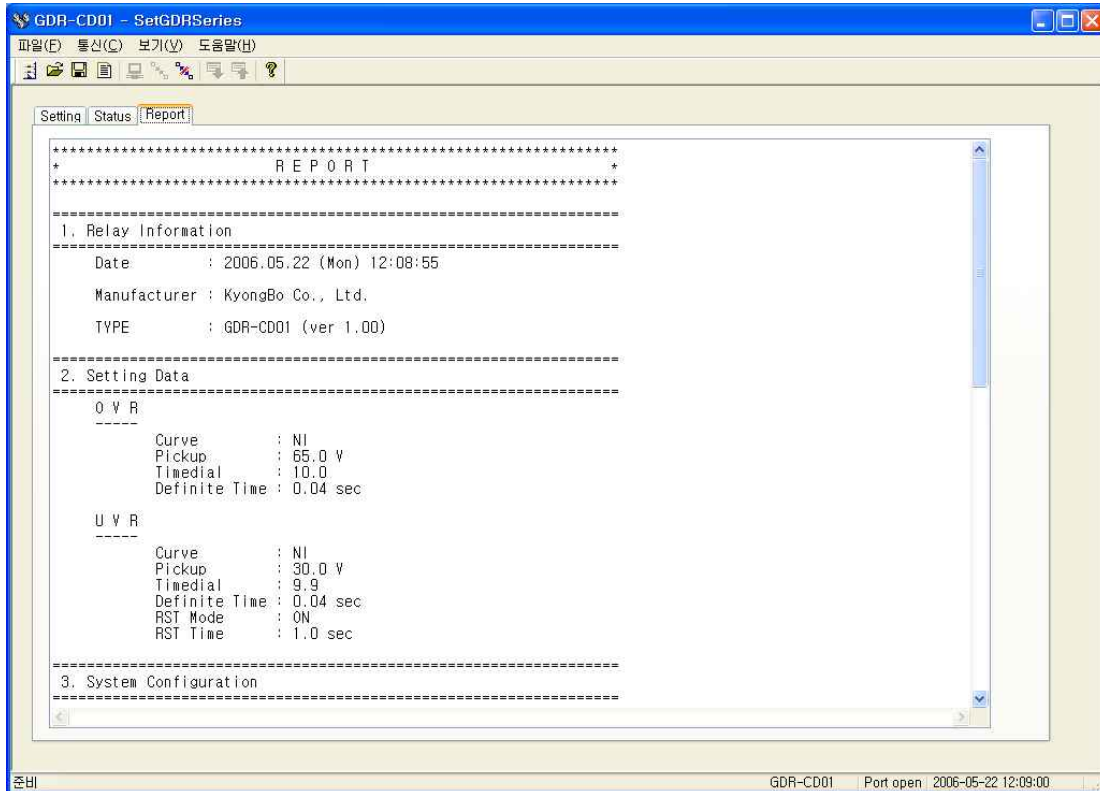 GDR-CD01 - SetGDRSeries
파일(F) 통신(C) 보기(V) 도움말(H)
Setting Status Report
******************************************************************
* R E P O R T *
******************************************************************
==================================================================
1. Relay Information
==================================================================
Date : 2006.05.22 (Mon) 12:08:55
Manufacturer : KyongBo Co., Ltd.
TYPE : GDR-CD01 (ver 1.00)
==================================================================
2. Setting Data
==================================================================
O V R
-----
Curve : NI
Pickup : 65.0 V
Timedial : 10.0
Definite Time : 0.04 sec
U V R
-----
Curve : NI
Pickup : 30.0 V
Timedial : 9.9
Definite Time : 0.04 sec
RST Mode : ON
RST Time : 1.0 sec
==================================================================
3. System Configuration
==================================================================
준비 GDR-CD01 Port open 2006-05-22 12:09:00